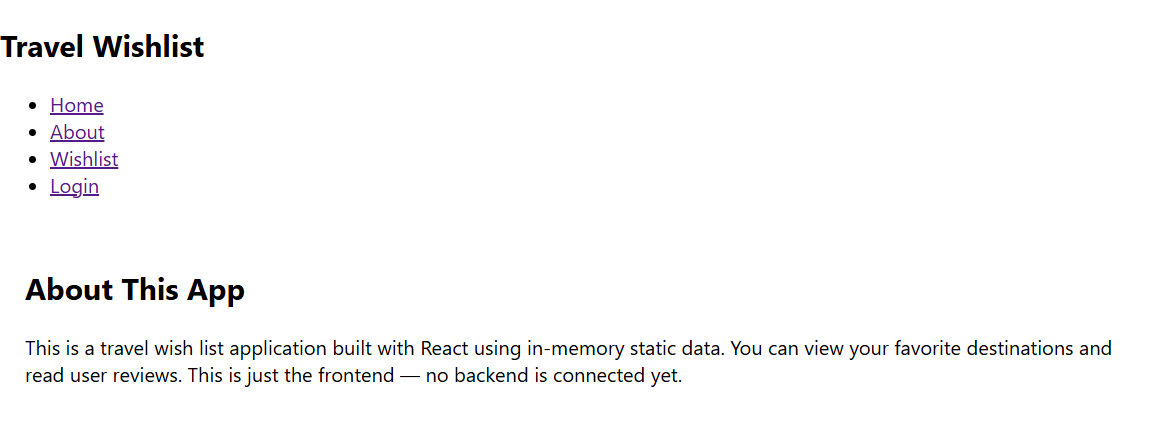 Travel Wishlist
Home
About
Wishlist
Login
About This App
This is a travel wish list application built with React using in-memory static data. You can view your favorite destinations and
read user reviews. This is just the frontend — no backend is connected yet.